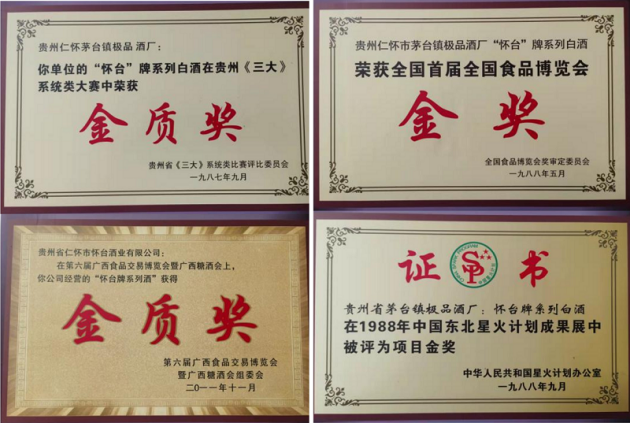 贵州仁怀茅台镇极品酒厂：
你单位的“怀台”牌系列白酒在贵州《三大》
系统类大赛中荣获
金质奖
贵州省《三大》系统类比赛评比委员会
一九八七年九月
贵州仁怀市茅台镇极品酒厂“怀台”牌系列白酒
荣获全国首届全国食品博览会
金奖
全国食品博览会奖审定委员会
一九八八年五月
贵州省仁怀市怀台酒业有限公司：
在第六届广西食品交易博览会暨广西糖酒会上，
你公司经营的“怀台牌系列酒”获得
金质奖
第六届广西食品交易博览会
暨广西糖酒会组委会
二〇一一年十一月
证书
贵州省茅台镇极品酒厂：怀台牌系列白酒
在1988年中国东北星火计划成果展中
被评为项目金奖
中华人民共和国星火计划办公室
一九八八年九月